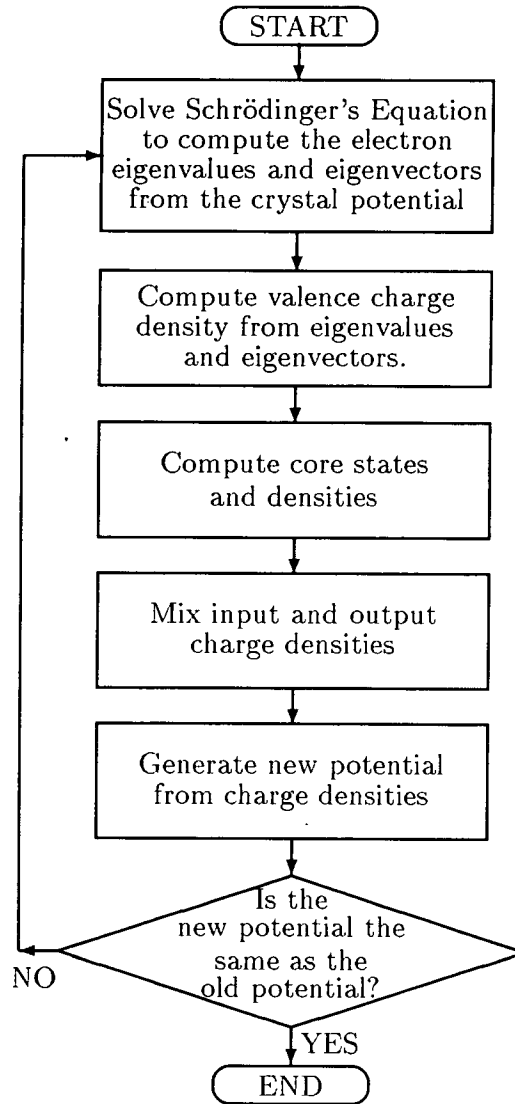 START
Solve Schrödinger's Equation
to compute the electron
eigenvalues and eigenvectors
from the crystal potential
Compute valence charge
density from eigenvalues
and eigenvectors.
Compute core states
and densities
Mix input and output
charge densities
Generate new potential
from charge densities
Is the
new potential the
same as the
old potential?
NO
YES
END